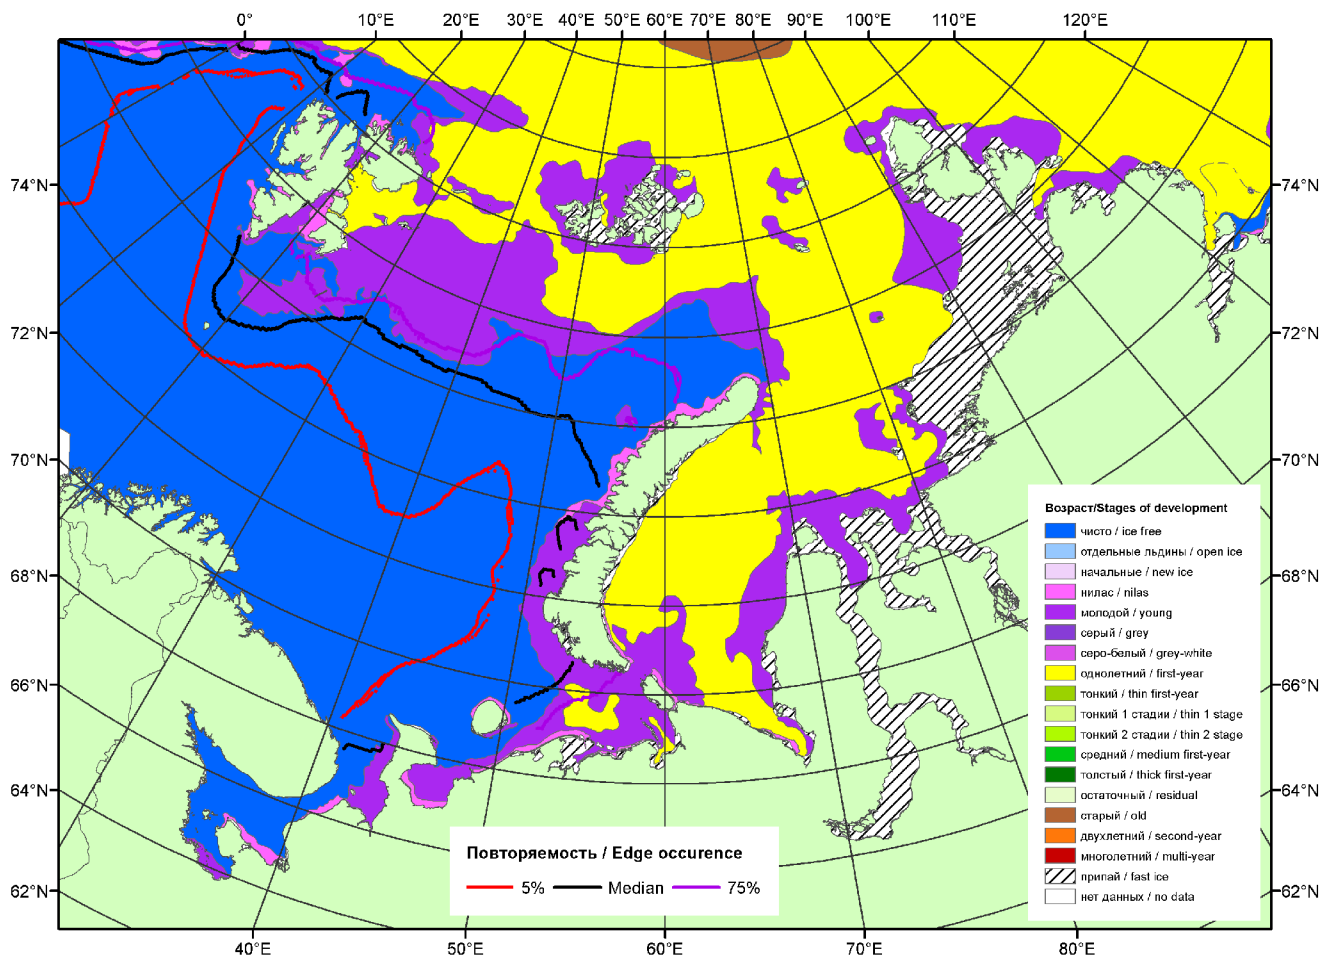 0° 10°E 20°E 30°E 40°E 50°E 60°E 70°E 80°E 90°E 100°E 110°E 120°E
74°N 74°N
72°N 72°N
70°N 70°N
68°N 68°N
66°N 66°N
64°N 64°N
62°N 62°N
Возраст/Stages of development
чисто / ice free
отдельные льдины / open ice
начальные / new ice
нилас / nilas
молодой / young
серый / grey
серо-белый / grey-white
однолетний / first-year
тонкий / thin first-year
тонкий 1 стадии / thin 1 stage
тонкий 2 стадии / thin 2 stage
средний / medium first-year
толстый / thick first-year
остаточный / residual
старый / old
двухлетний / second-year
многолетний / multi-year
припай / fast ice
нет данных / no data
Повторяемость / Edge occurence
5% Median 75%
40°E 50°E 60°E 70°E 80°E